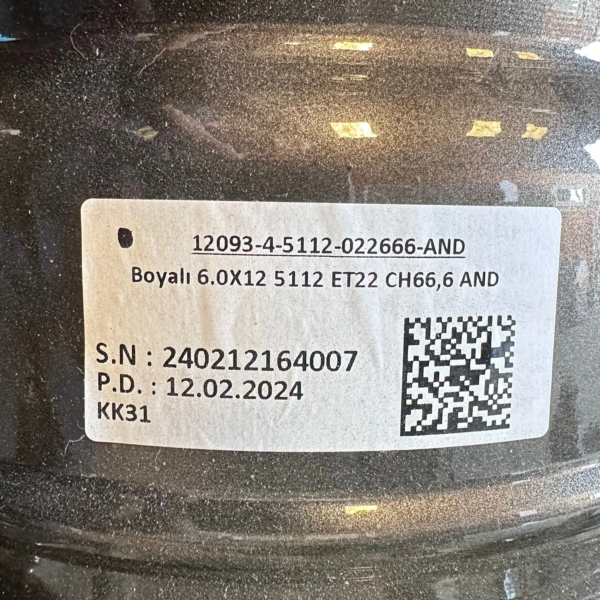 12093-4-5112-022666-AND
Boyalı 6.0X12 5112 ET22 CH66,6 AND
S.N : 240212164007
P.D. : 12.02.2024
KK31